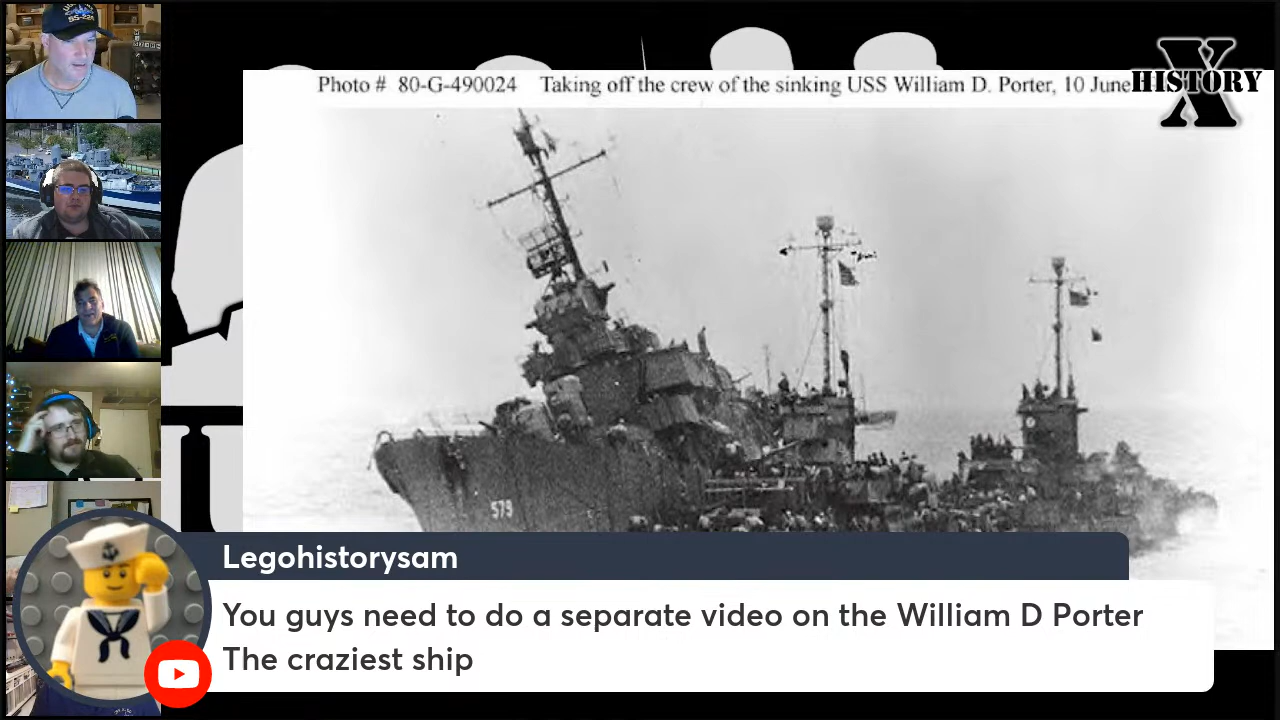 Photo # 80-G-490024 Taking off the crew of the sinking USS William D. Porter, 10 June
X
HISTORY
579
Legohistorysam
You guys need to do a separate video on the William D Porter
The craziest ship